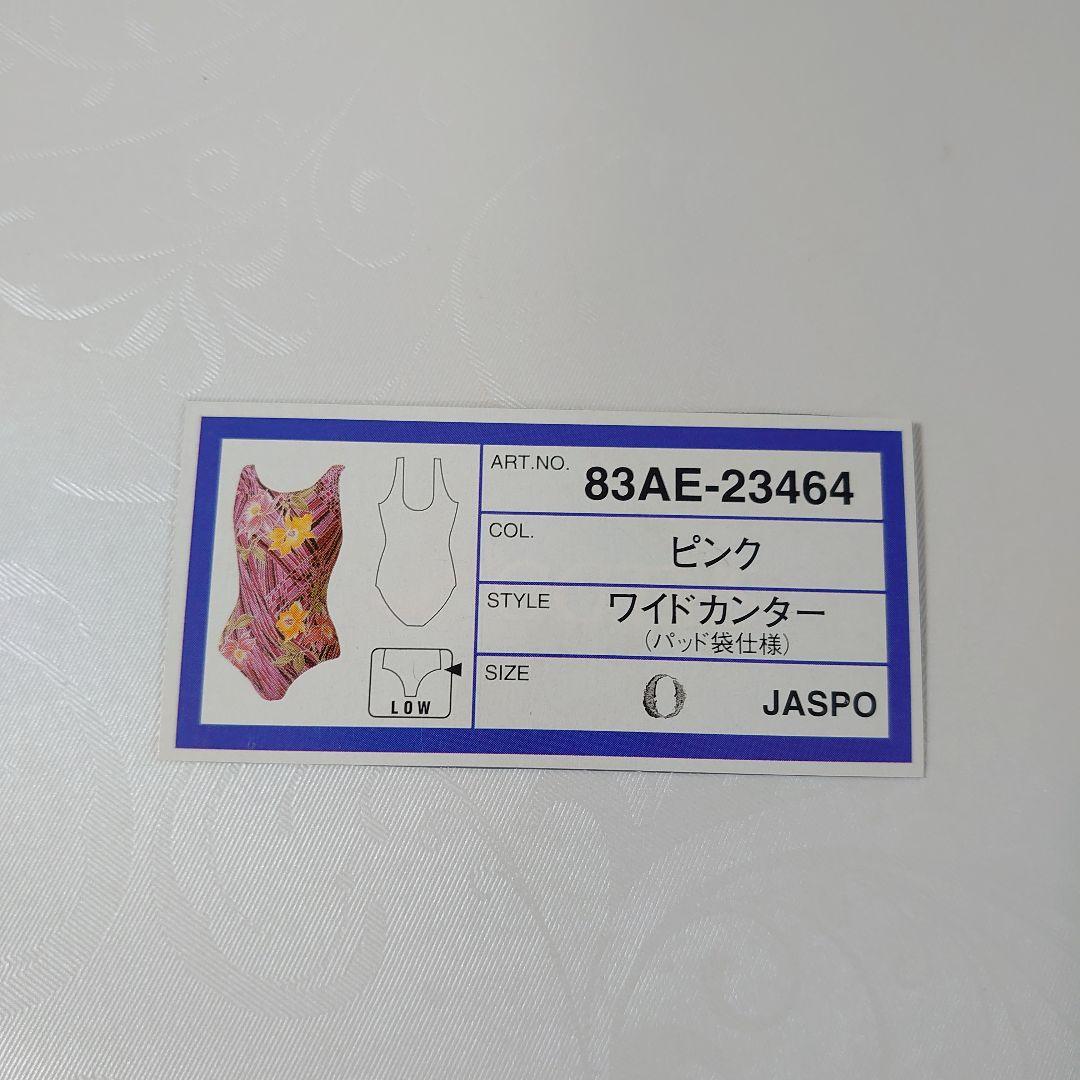 ART.NO. 83AE-23464
COL. ピンク
STYLE ワイドカンター
(パッド袋仕様)
SIZE O JASPO
LOW